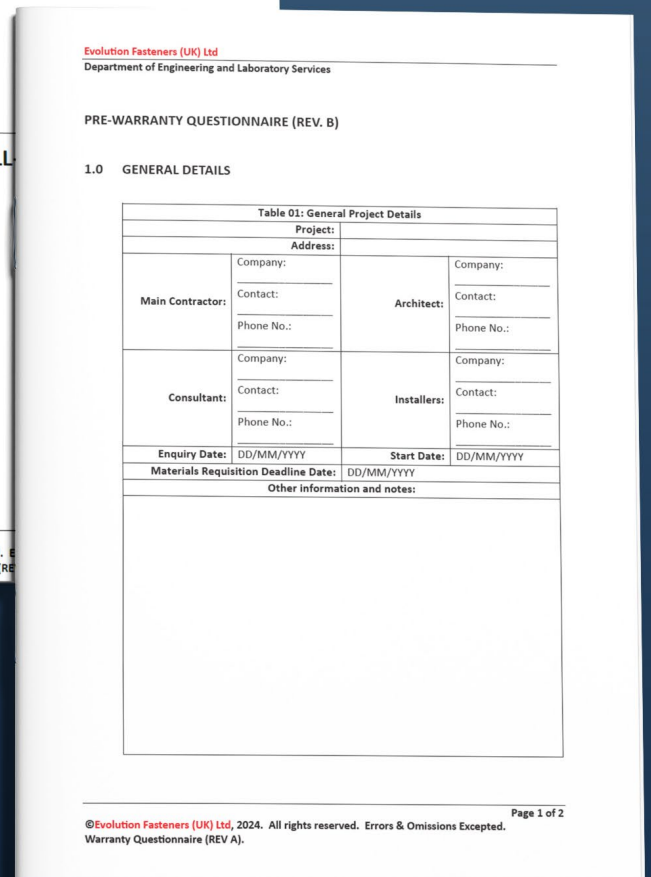 Evolution Fasteners (UK) Ltd
Department of Engineering and Laboratory Services
PRE-WARRANTY QUESTIONNAIRE (REV. B)
1.0 GENERAL DETAILS
Table 01: General Project Details
Project:
Address:
Main Contractor:
Company:
Contact:
Phone No.:
Architect:
Company:
Contact:
Phone No.:
Consultant:
Company:
Contact:
Phone No.:
Installers:
Company:
Contact:
Phone No.:
Enquiry Date: DD/MM/YYYY Start Date: DD/MM/YYYY
Materials Requisition Deadline Date: DD/MM/YYYY
Other information and notes:
Page 1 of 2
©Evolution Fasteners (UK) Ltd, 2024. All rights reserved. Errors & Omissions Excepted.
Warranty Questionnaire (REV A).